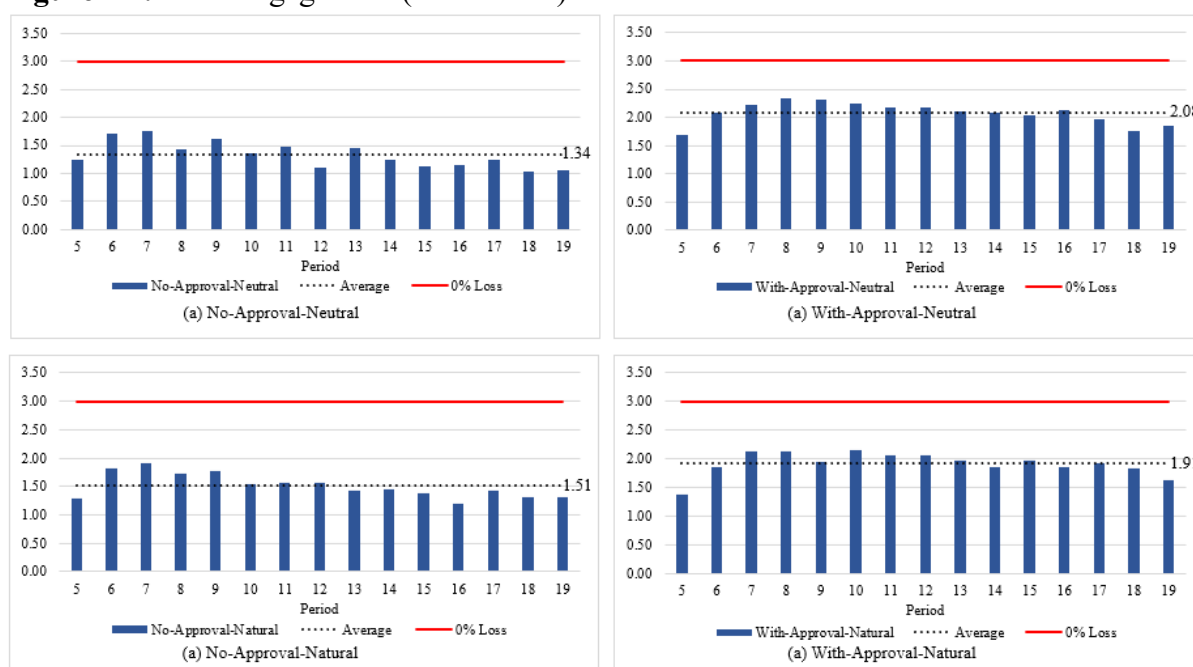 3.50
3.00
2.50
2.00
1.50
1.00
0.50
0.00
1.34
5 6 7 8 9 10 11 12 13 14 15 16 17 18 19
Period
No-Approval-Neutral Average 0% Loss
(a) No-Approval-Neutral
3.50
3.00
2.50
2.00
1.50
1.00
0.50
0.00
2.08
5 6 7 8 9 10 11 12 13 14 15 16 17 18 19
Period
With-Approval-Neutral Average 0% Loss
(a) With-Approval-Neutral
3.50
3.00
2.50
2.00
1.50
1.00
0.50
0.00
1.51
5 6 7 8 9 10 11 12 13 14 15 16 17 18 19
Period
No-Approval-Natural Average 0% Loss
(a) No-Approval-Natural
3.50
3.00
2.50
2.00
1.50
1.00
0.50
0.00
5 6 7 8 9 10 11 12 13 14 15 16 17 18 19
Period
With-Approval-Natural Average 0% Loss
(a) With-Approval-Natural